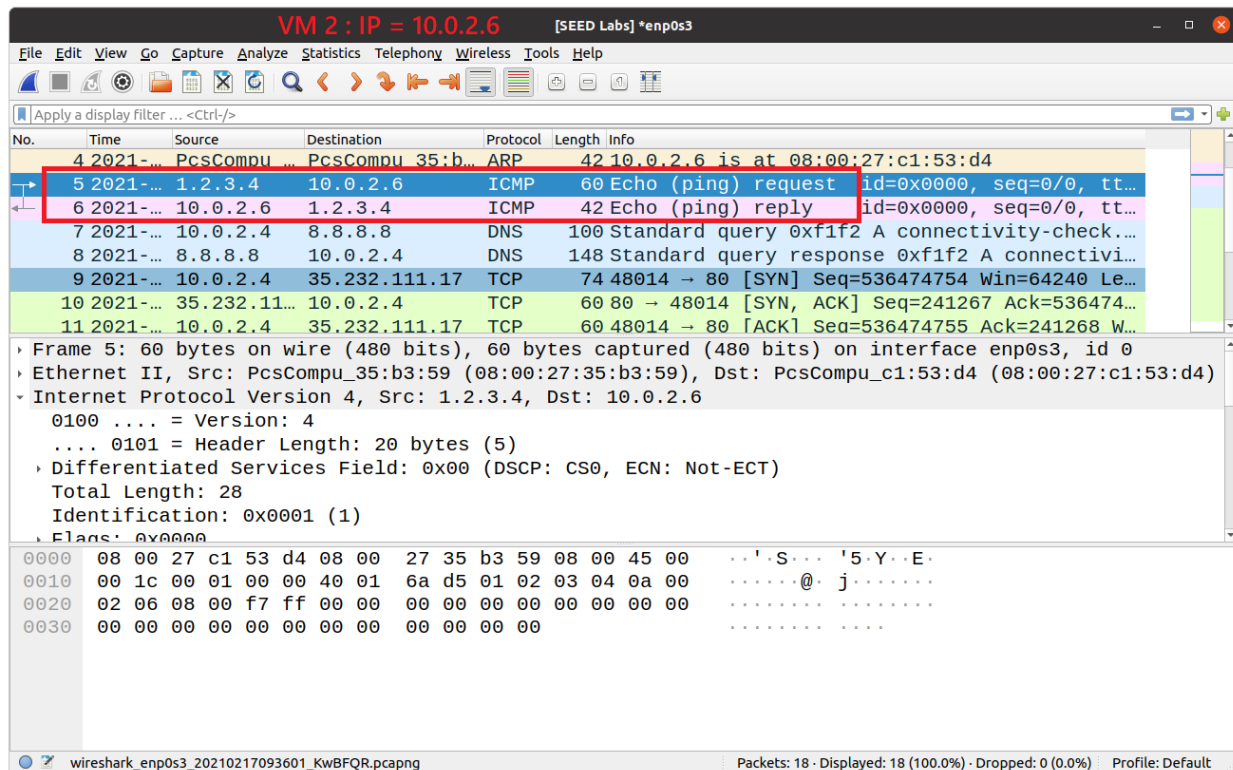 VM 2 : IP = 10.0.2.6 [SEED Labs] *enp0s3
File Edit View Go Capture Analyze Statistics Telephony Wireless Tools Help
Apply a display filter … <Ctrl-/>
No. Time Source Destination Protocol Length Info
4 2021-… PcsCompu_… PcsCompu_35:b… ARP 42 10.0.2.6 is at 08:00:27:c1:53:d4
5 2021-… 1.2.3.4 10.0.2.6 ICMP 60 Echo (ping) request id=0x0000, seq=0/0, tt…
6 2021-… 10.0.2.6 1.2.3.4 ICMP 42 Echo (ping) reply id=0x0000, seq=0/0, tt…
7 2021-… 10.0.2.4 8.8.8.8 DNS 100 Standard query 0xf1f2 A connectivity-check.…
8 2021-… 8.8.8.8 10.0.2.4 DNS 148 Standard query response 0xf1f2 A connectivi…
9 2021-… 10.0.2.4 35.232.111.17 TCP 74 48014 → 80 [SYN] Seq=536474754 Win=64240 Le…
10 2021-… 35.232.11… 10.0.2.4 TCP 60 80 → 48014 [SYN, ACK] Seq=241267 Ack=536474…
11 2021-… 10.0.2.4 35.232.111.17 TCP 60 48014 → 80 [ACK] Seq=536474755 Ack=241268 W…
Frame 5: 60 bytes on wire (480 bits), 60 bytes captured (480 bits) on interface enp0s3, id 0
Ethernet II, Src: PcsCompu_35:b3:59 (08:00:27:35:b3:59), Dst: PcsCompu_c1:53:d4 (08:00:27:c1:53:d4)
Internet Protocol Version 4, Src: 1.2.3.4, Dst: 10.0.2.6
0100 .... = Version: 4
.... 0101 = Header Length: 20 bytes (5)
Differentiated Services Field: 0x00 (DSCP: CS0, ECN: Not-ECT)
Total Length: 28
Identification: 0x0001 (1)
Flags: 0x0000
0000 08 00 27 c1 53 d4 08 00 27 35 b3 59 08 00 45 00 ··'·S··· '5·Y··E·
0010 00 1c 00 01 00 00 40 01 6a d5 01 02 03 04 0a 00 ······@· j·······
0020 02 06 08 00 f7 ff 00 00 00 00 00 00 00 00 00 00 ········ ········
0030 00 00 00 00 00 00 00 00 00 00 00 00 ········ ····
wireshark_enp0s3_20210217093601_KwBFQR.pcapng Packets: 18 · Displayed: 18 (100.0%) · Dropped: 0 (0.0%) Profile: Default